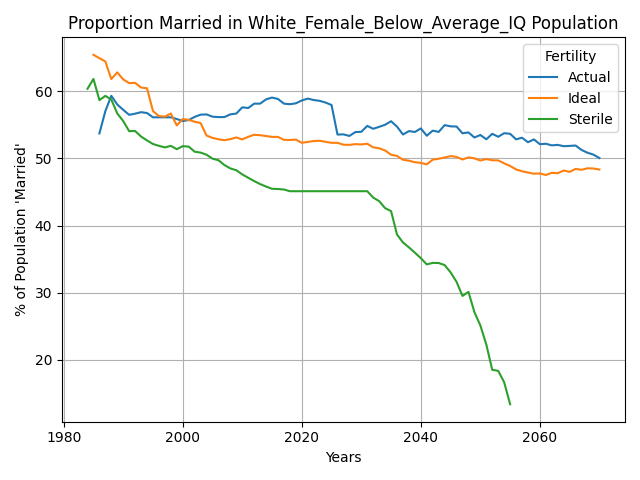 Proportion Married in White_Female_Below_Average_IQ Population
% of Population 'Married'
60
50
40
30
20
Fertility
Actual
Ideal
Sterile
1980
2000
2020
2040
2060
Years